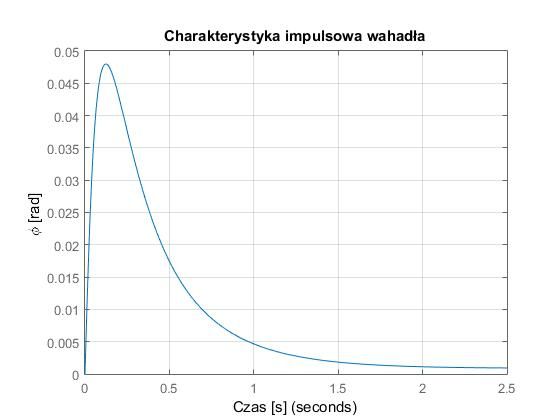 Charakterystyka impulsowa wahadła
0.05
0.045
0.04
0.035
0.03
0.025
0.02
0.015
0.01
0.005
0
ϕ [rad]
0 0.5 1 1.5 2 2.5
Czas [s] (seconds)